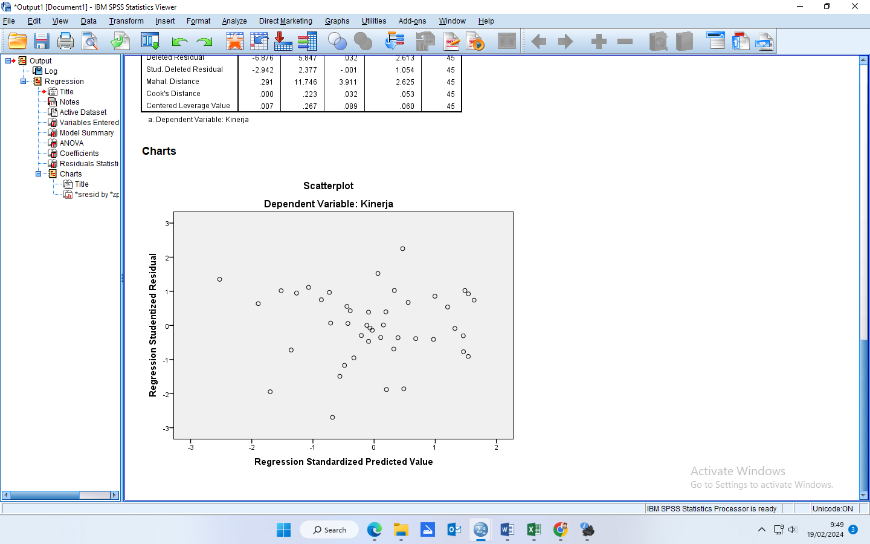 *Output1 [Document1] - IBM SPSS Statistics Viewer
File Edit View Data Transform Insert Format Analyze Direct Marketing Graphs Utilities Add-ons Window Help
Output
Log
Regression
Title
Notes
Active Dataset
Variables Entered
Model Summary
ANOVA
Coefficients
Residuals Statisti
Charts
Title
*sresid by *zp
Deleted Residual -6.876 5.847 .032 2.613 45
Stud. Deleted Residual -2.942 2.377 -.001 1.054 45
Mahal. Distance .291 11.746 3.911 2.625 45
Cook's Distance .000 .223 .032 .053 45
Centered Leverage Value .007 .267 .089 .060 45
a. Dependent Variable: Kinerja
Charts
Scatterplot
Dependent Variable: Kinerja
Regression Studentized Residual
3
2
1
0
-1
-2
-3
-3 -2 -1 0 1 2
Regression Standardized Predicted Value
Activate Windows
Go to Settings to activate Windows.
IBM SPSS Statistics Processor is ready Unicode:ON
Search
9:49
19/02/2024
3